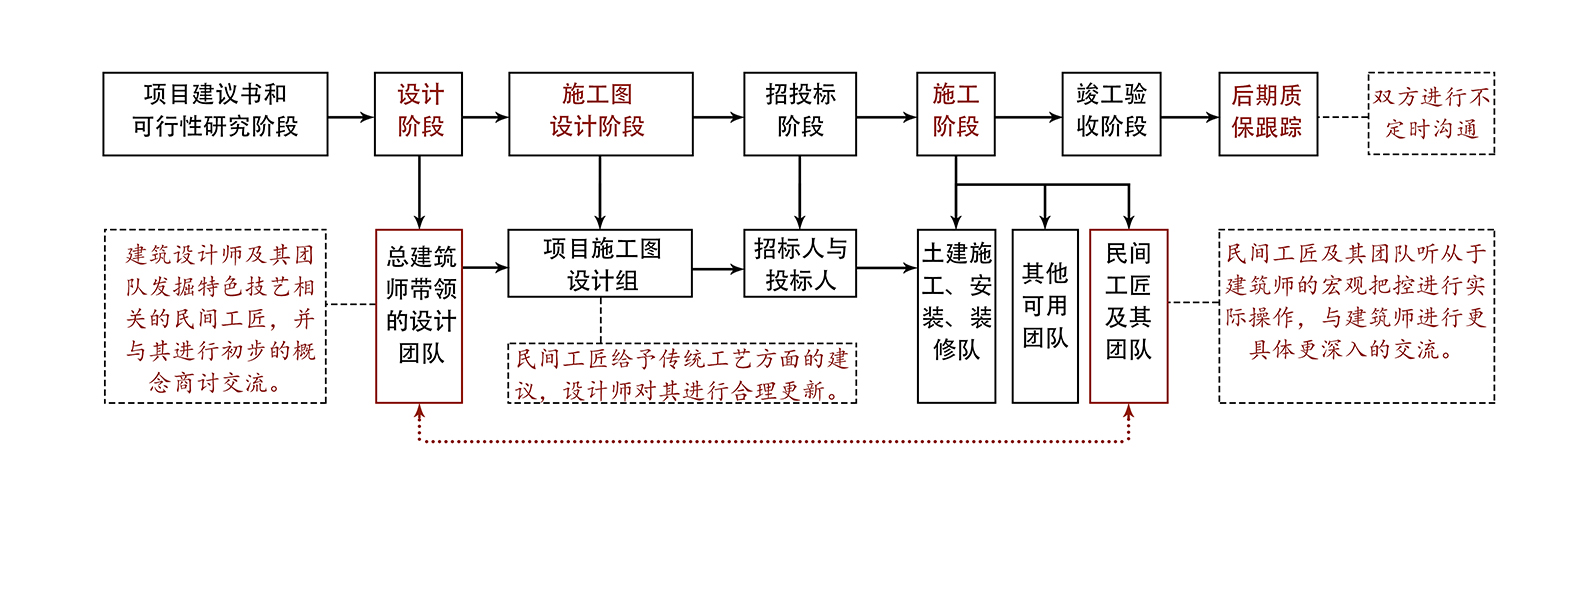 项目建议书和
可行性研究阶段
设计
阶段
施工图
设计阶段
招投标
阶段
施工
阶段
竣工验
收阶段
后期质
保跟踪
双方进行不
定时沟通
建筑设计师及其团
队发掘特色技艺相
关的民间工匠，并
与其进行初步的概
念商讨交流。
总建筑
师带领
的设计
团队
项目施工图
设计组
民间工匠给予传统工艺方面的建
议，设计师对其进行合理更新。
招标人与
投标人
土建施
工、安
装、装
修队
其他
可用
团队
民间
工匠
及其
团队
民间工匠及其团队听从于
建筑师的宏观把控进行实
际操作，与建筑师进行更
具体更深入的交流。